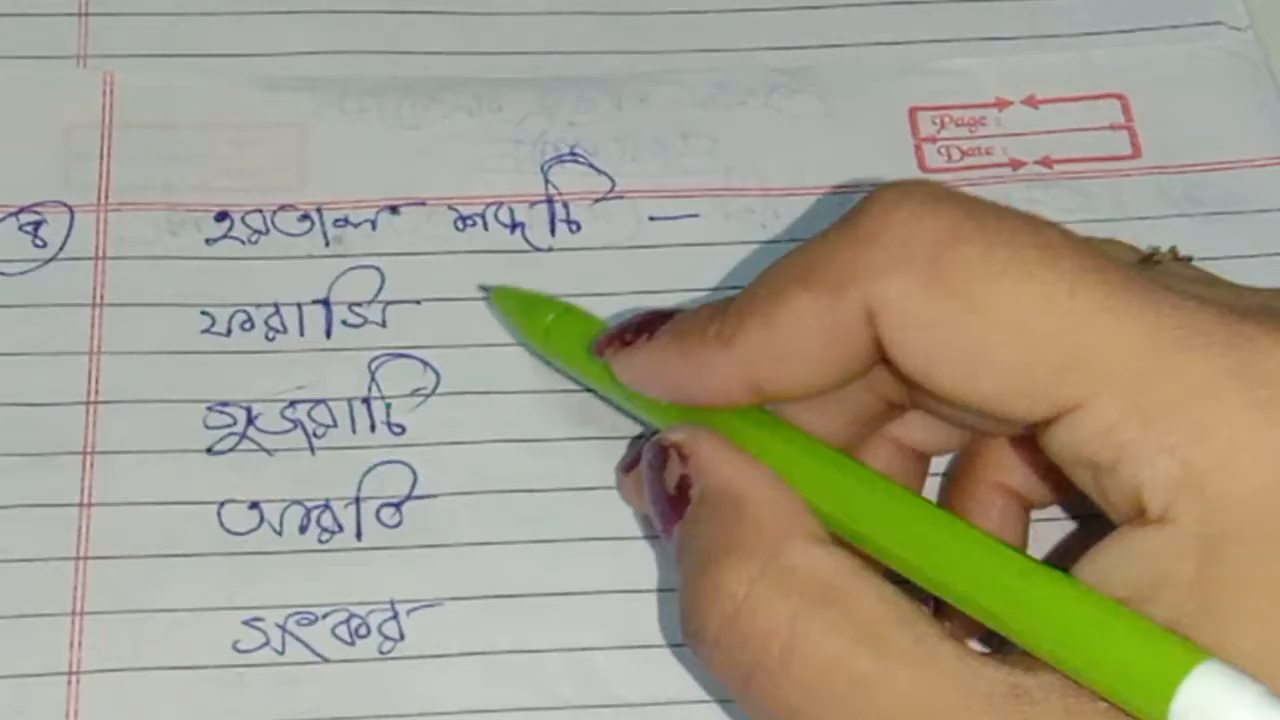 Page :
Date :
৪ হরতাল শব্দটি —
ফরাসি
গুজরাটি
আরবি
সংকর